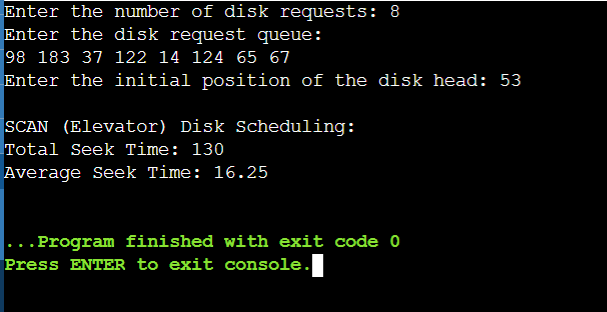 Enter the number of disk requests: 8
Enter the disk request queue:
98 183 37 122 14 124 65 67
Enter the initial position of the disk head: 53
SCAN (Elevator) Disk Scheduling:
Total Seek Time: 130
Average Seek Time: 16.25
...Program finished with exit code 0
Press ENTER to exit console.